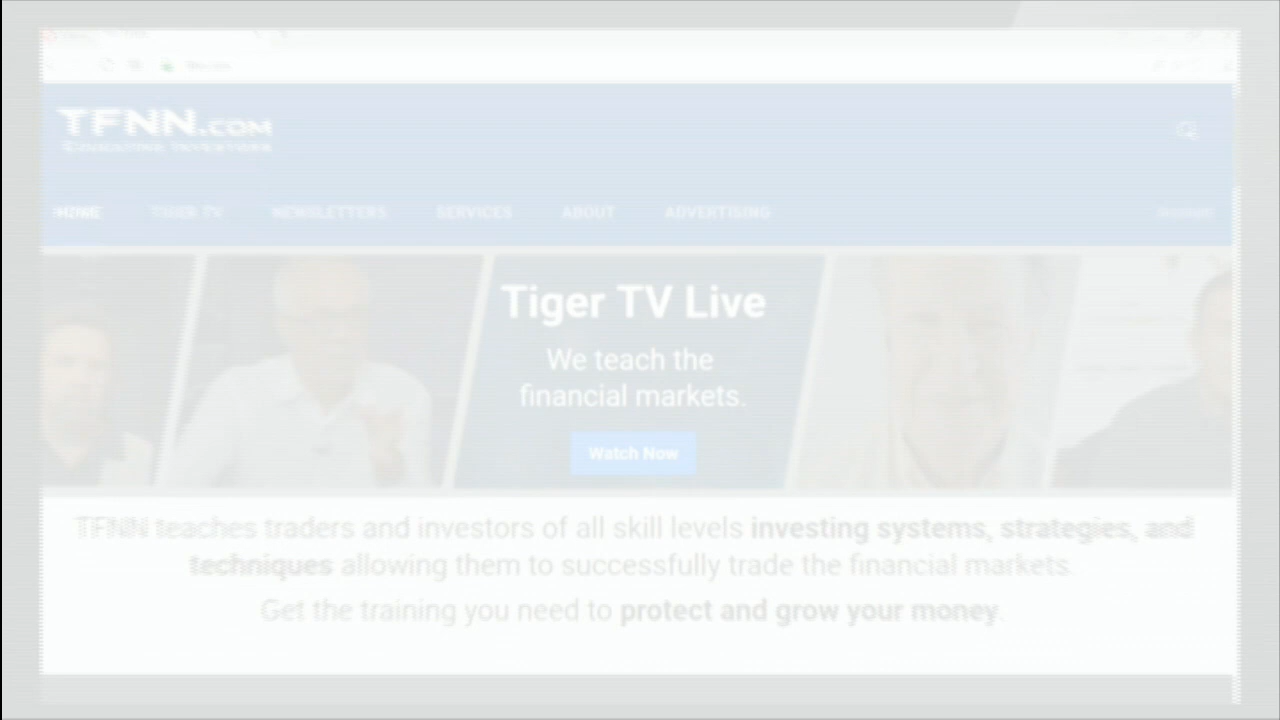 TFNN.COM
Educating Investors
HOME TIGER TV NEWSLETTERS SERVICES ABOUT ADVERTISING
Tiger TV Live
We teach the
financial markets.
Watch Now
TFNN teaches traders and investors of all skill levels investing systems, strategies, and
techniques allowing them to successfully trade the financial markets.
Get the training you need to protect and grow your money.